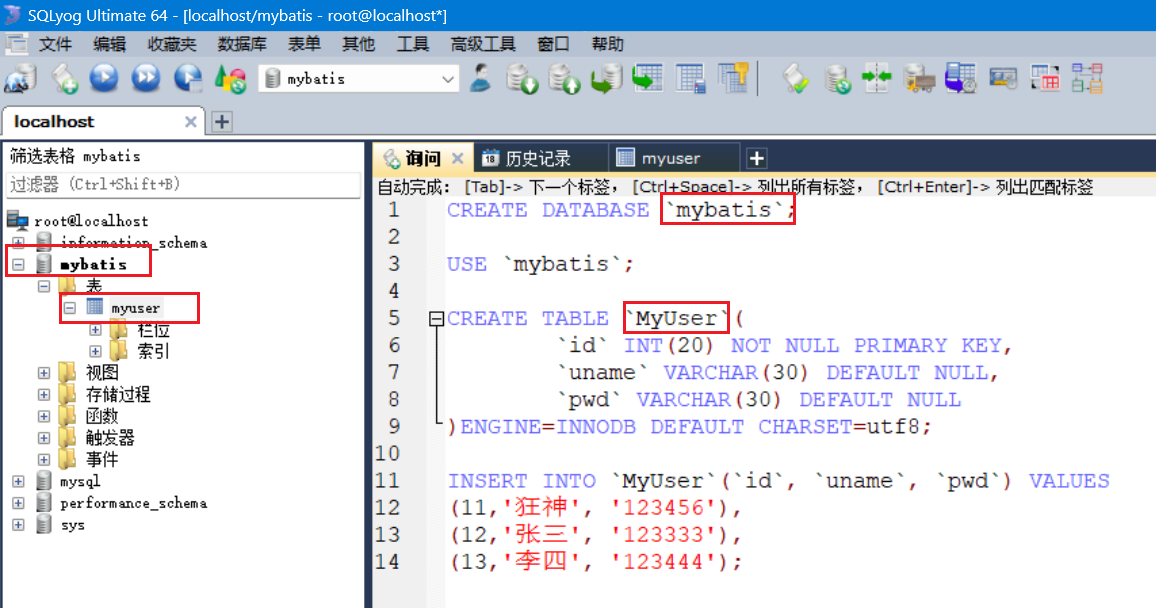 SQLyog Ultimate 64 - [localhost/mybatis - root@localhost*]
文件 编辑 收藏夹 数据库 表单 其他 工具 高级工具 窗口 帮助
mybatis
localhost
筛选表格 mybatis
过滤器 (Ctrl+Shift+B)
root@localhost
information_schema
mybatis
表
myuser
栏位
索引
视图
存储过程
函数
触发器
事件
mysql
performance_schema
sys
询问 历史记录 myuser
自动完成: [Tab]-> 下一个标签, [Ctrl+Space]-> 列出所有标签, [Ctrl+Enter]-> 列出匹配标签
1 CREATE DATABASE `mybatis`;
2
3 USE `mybatis`;
4
5 CREATE TABLE `MyUser`(
6 `id` INT(20) NOT NULL PRIMARY KEY,
7 `uname` VARCHAR(30) DEFAULT NULL,
8 `pwd` VARCHAR(30) DEFAULT NULL
9 )ENGINE=INNODB DEFAULT CHARSET=utf8;
10
11 INSERT INTO `MyUser`(`id`, `uname`, `pwd`) VALUES
12 (11,'狂神', '123456'),
13 (12,'张三', '123333'),
14 (13,'李四', '123444');